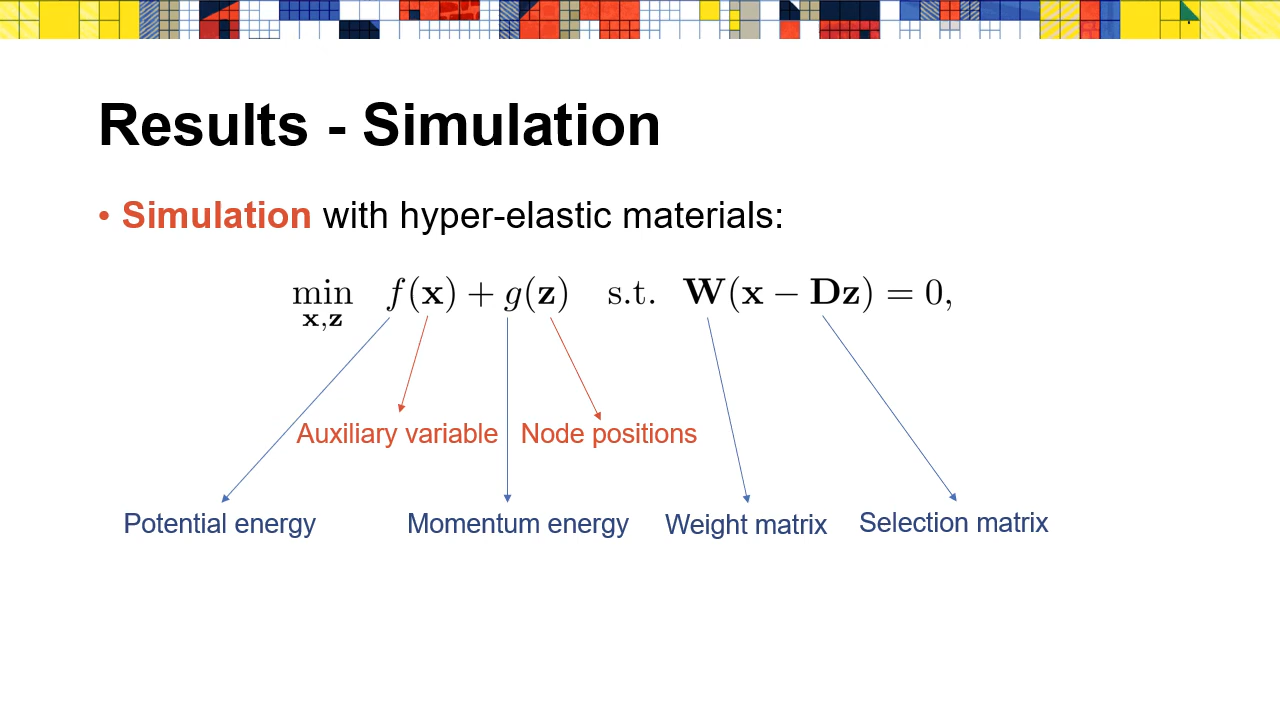 Results - Simulation
• Simulation with hyper-elastic materials:
min f(x) + g(z) s.t. W(x − Dz) = 0,
x,z
Auxiliary variable Node positions
Potential energy Momentum energy Weight matrix Selection matrix